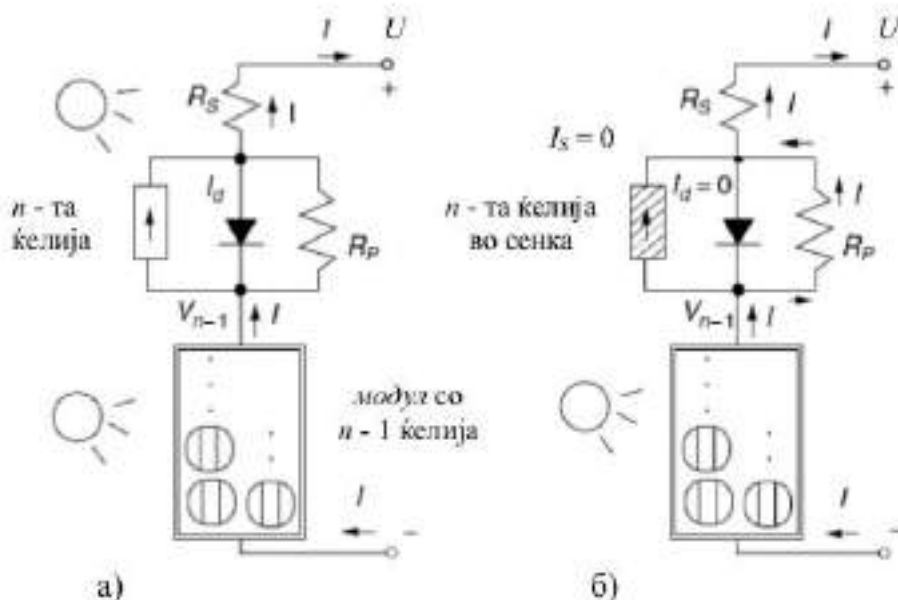 I U
+
R_S I
I_d
n - та
ќелија
R_P
V_{n-1} I
модул со
n - 1 ќелија
I
−
а)
I U
+
R_S I
I_s = 0
I_d = 0 I
n - та ќелија
во сенка
R_P
V_{n-1} I
I
−
б)